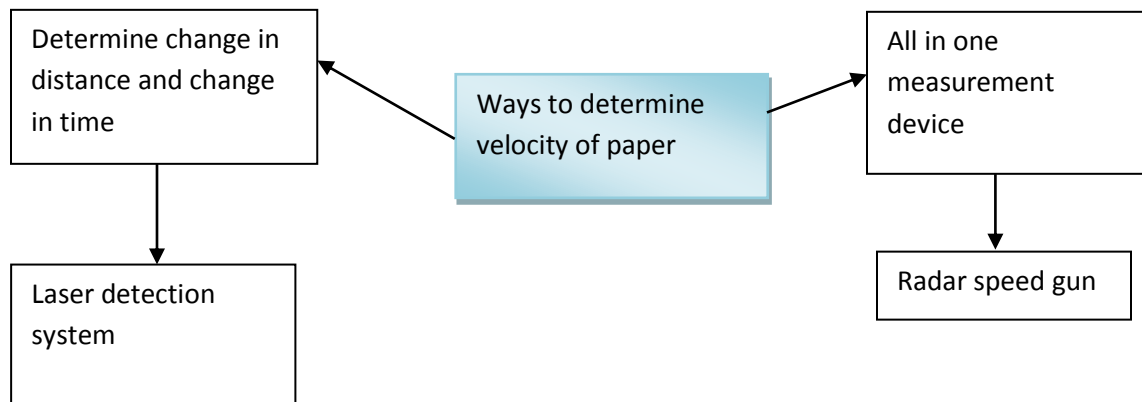 Determine change in
distance and change
in time
Ways to determine
velocity of paper
All in one
measurement
device
Laser detection
system
Radar speed gun